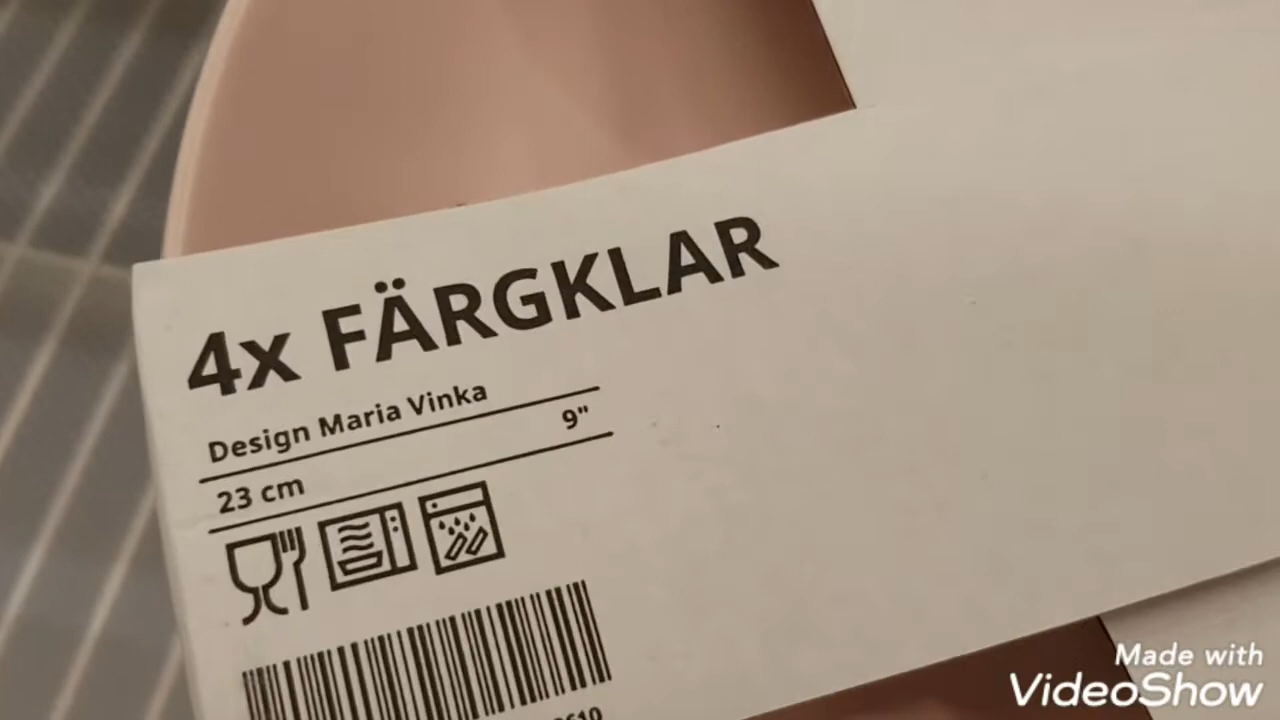 4x FÄRGKLAR
Design Maria Vinka
23 cm 9"
Made with
VideoShow